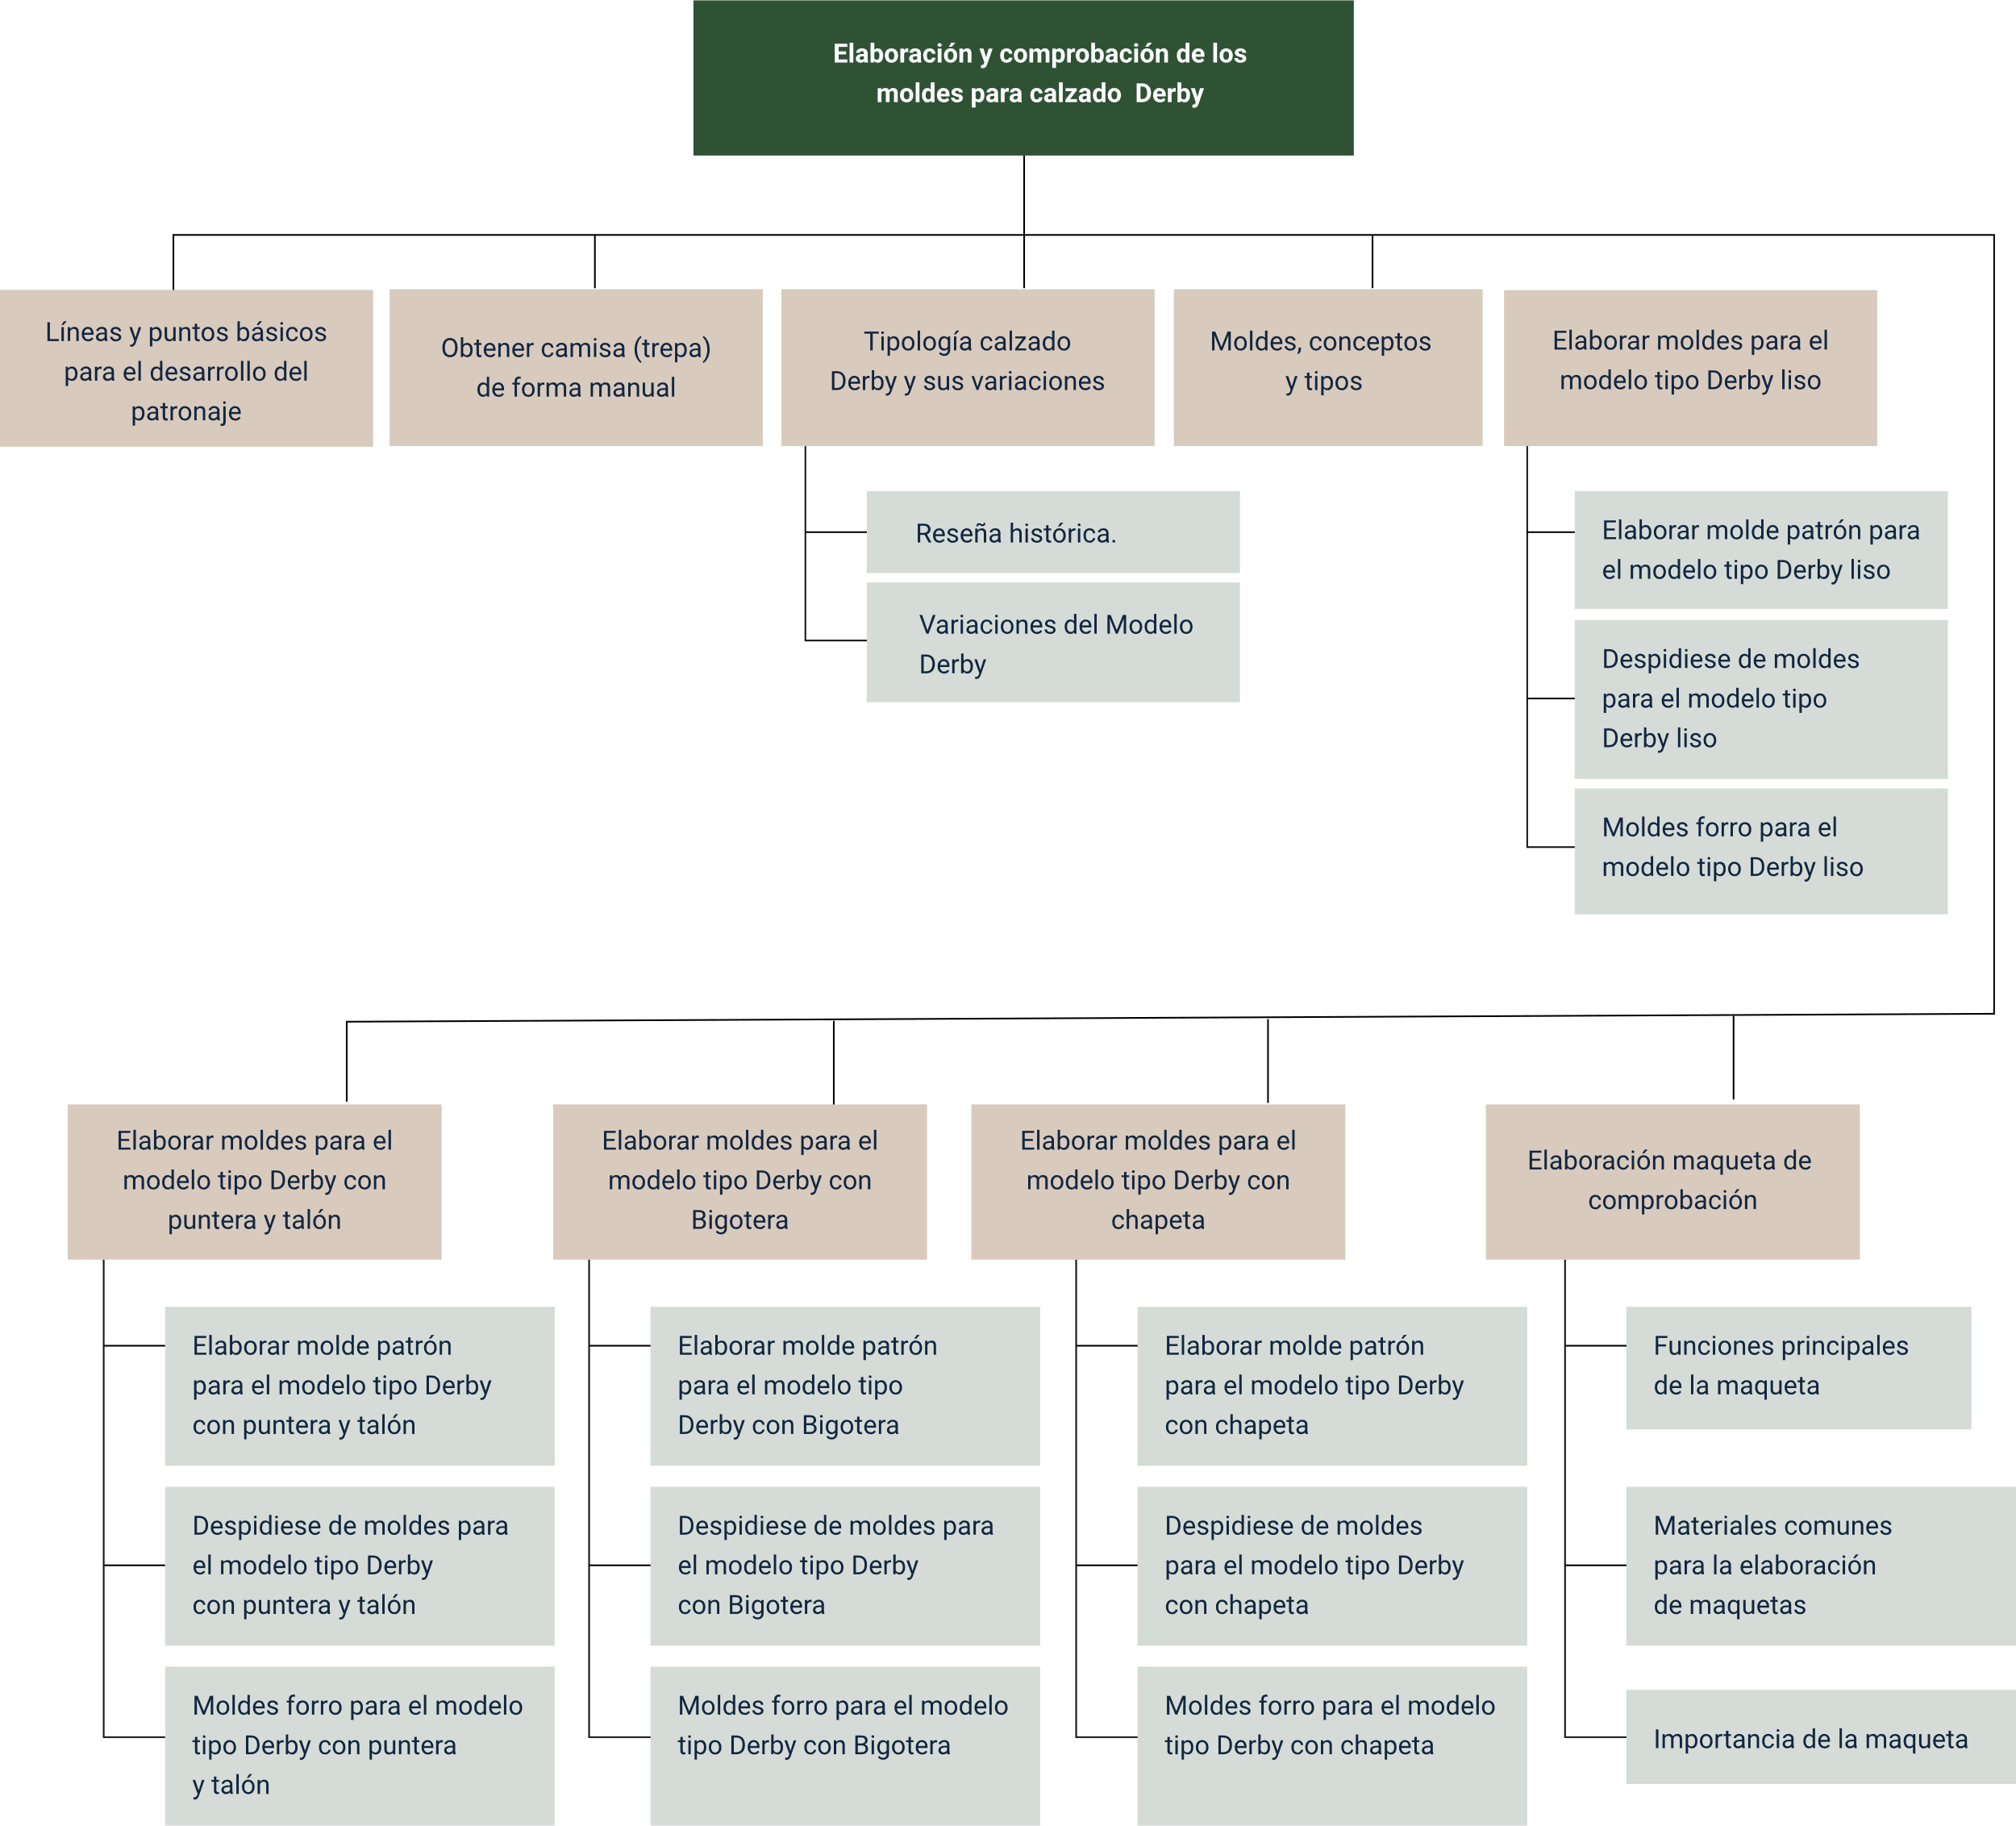 Elaboración y comprobación de los
moldes para calzado Derby
Líneas y puntos básicos
para el desarrollo del
patronaje
Obtener camisa (trepa)
de forma manual
Tipología calzado
Derby y sus variaciones
Moldes, conceptos
y tipos
Elaborar moldes para el
modelo tipo Derby liso
Reseña histórica.
Variaciones del Modelo
Derby
Elaborar molde patrón para
el modelo tipo Derby liso
Despidiese de moldes
para el modelo tipo
Derby liso
Moldes forro para el
modelo tipo Derby liso
Elaborar moldes para el
modelo tipo Derby con
puntera y talón
Elaborar molde patrón
para el modelo tipo Derby
con puntera y talón
Despidiese de moldes para
el modelo tipo Derby
con puntera y talón
Moldes forro para el modelo
tipo Derby con puntera
y talón
Elaborar moldes para el
modelo tipo Derby con
Bigotera
Elaborar molde patrón
para el modelo tipo
Derby con Bigotera
Despidiese de moldes para
el modelo tipo Derby
con Bigotera
Moldes forro para el modelo
tipo Derby con Bigotera
Elaborar moldes para el
modelo tipo Derby con
chapeta
Elaborar molde patrón
para el modelo tipo Derby
con chapeta
Despidiese de moldes
para el modelo tipo Derby
con chapeta
Moldes forro para el modelo
tipo Derby con chapeta
Elaboración maqueta de
comprobación
Funciones principales
de la maqueta
Materiales comunes
para la elaboración
de maquetas
Importancia de la maqueta